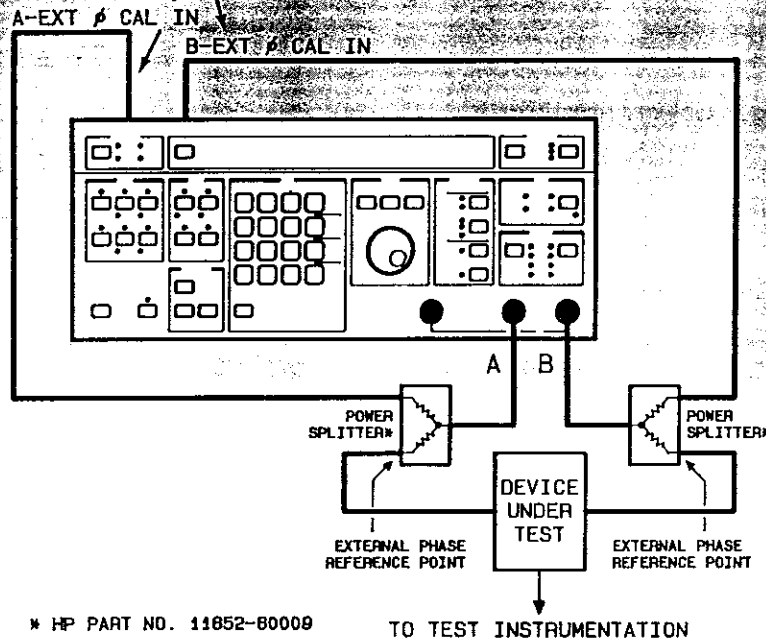 A-EXT ϕ CAL IN
B-EXT ϕ CAL IN
A B
POWER
SPLITTER*
POWER
SPLITTER*
DEVICE
UNDER
TEST
EXTERNAL PHASE
REFERENCE POINT
EXTERNAL PHASE
REFERENCE POINT
* HP PART NO. 11652-60009
TO TEST INSTRUMENTATION